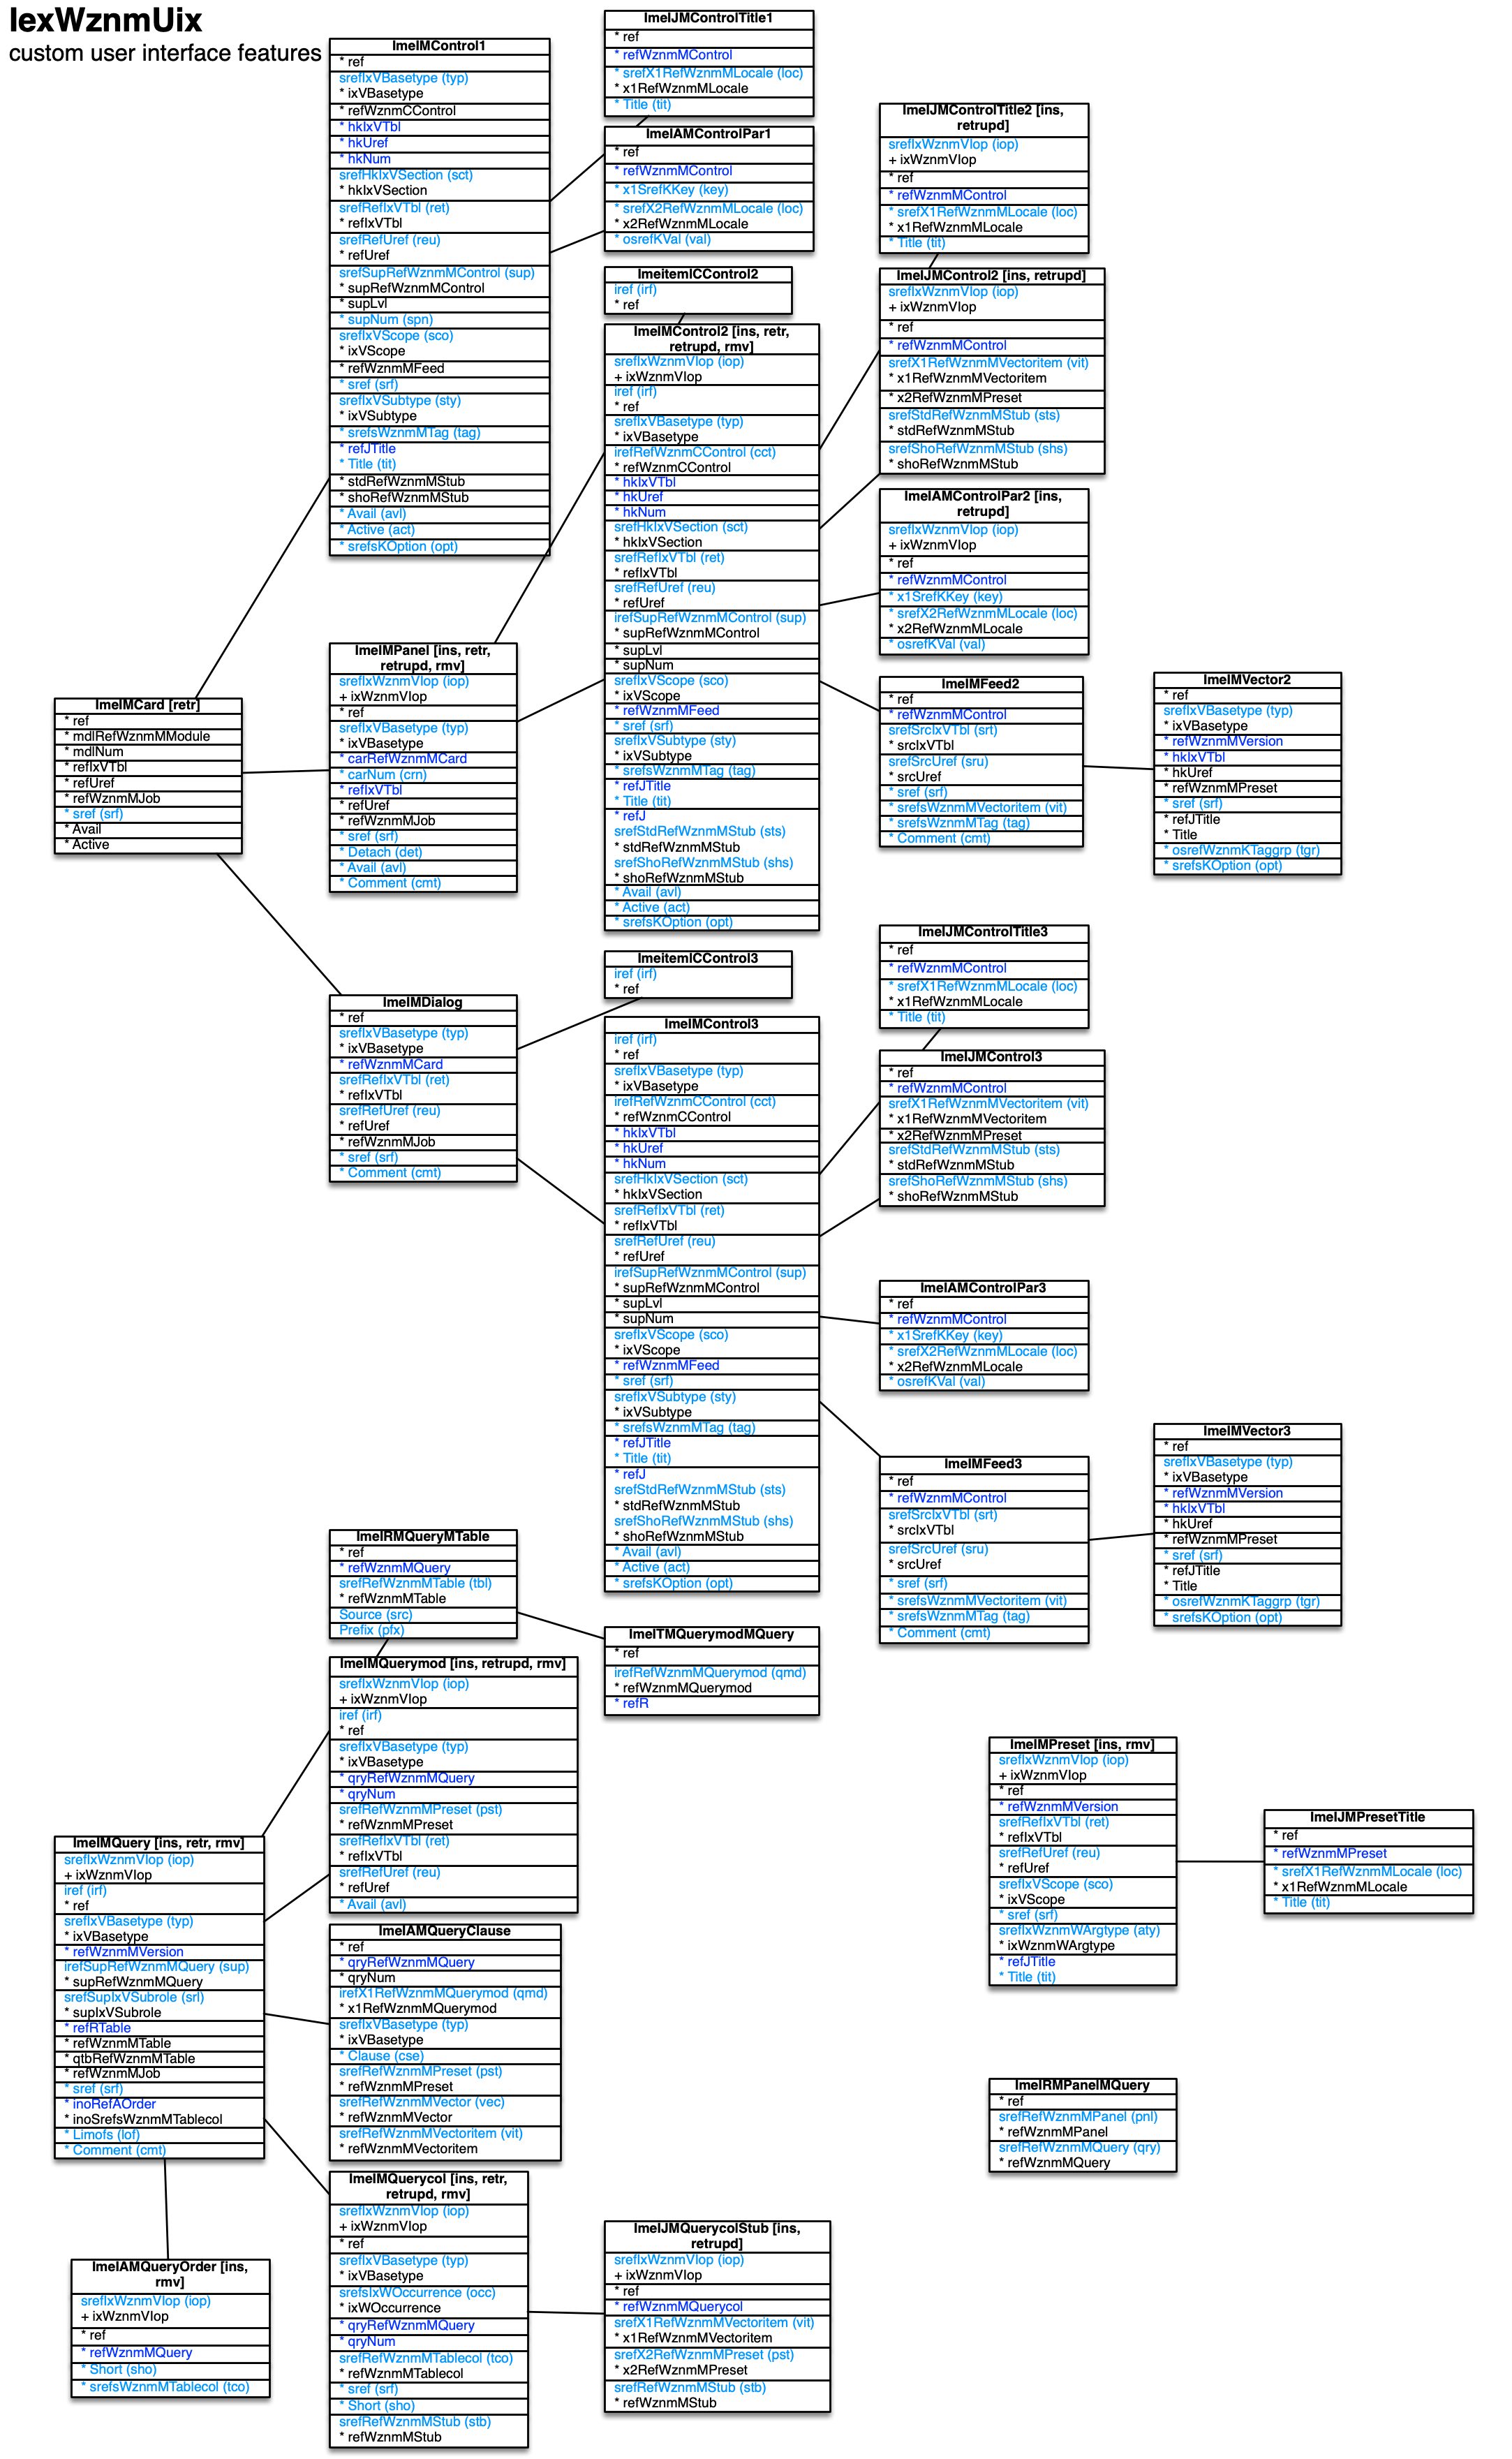 IexWznmUix
custom user interface features
ImeIMControl1
* ref
srefIxVBasetype (typ)
* ixVBasetype
* refWznmCControl
* hkIxVTbl
* hkUref
* hkNum
srefHkIxVSection (sct)
* hkIxVSection
srefRefIxVTbl (ret)
* refIxVTbl
srefRefUref (reu)
* refUref
srefSupRefWznmMControl (sup)
* supRefWznmMControl
* supLvl
* supNum (spn)
srefIxVScope (sco)
* ixVScope
* refWznmMFeed
* sref (srf)
srefIxVSubtype (sty)
* ixVSubtype
* srefsWznmMTag (tag)
* refJTitle
* Title (tit)
* stdRefWznmMStub
* shoRefWznmMStub
* Avail (avl)
* Active (act)
* srefsKOption (opt)
ImeIJMControlTitle1
* ref
* refWznmMControl
* srefX1RefWznmMLocale (loc)
* x1RefWznmMLocale
* Title (tit)
ImeIAMControlPar1
* ref
* refWznmMControl
* x1SrefKKey (key)
* srefX2RefWznmMLocale (loc)
* x2RefWznmMLocale
* osrefKVal (val)
ImeIJMControlTitle2 [ins,
retrupd]
srefIxWznmVIop (iop)
+ ixWznmVIop
* ref
* refWznmMControl
* srefX1RefWznmMLocale (loc)
* x1RefWznmMLocale
* Title (tit)
ImeitemICControl2
iref (irf)
* ref
ImeIMControl2 [ins, retr,
retrupd, rmv]
srefIxWznmVIop (iop)
+ ixWznmVIop
iref (irf)
* ref
srefIxVBasetype (typ)
* ixVBasetype
irefRefWznmCControl (cct)
* refWznmCControl
* hkIxVTbl
* hkUref
* hkNum
srefHkIxVSection (sct)
* hkIxVSection
srefRefIxVTbl (ret)
* refIxVTbl
srefRefUref (reu)
* refUref
irefSupRefWznmMControl (sup)
* supRefWznmMControl
* supLvl
* supNum
srefIxVScope (sco)
* ixVScope
* refWznmMFeed
* sref (srf)
srefIxVSubtype (sty)
* ixVSubtype
* srefsWznmMTag (tag)
* refJTitle
* Title (tit)
* refJ
srefStdRefWznmMStub (sts)
* stdRefWznmMStub
srefShoRefWznmMStub (shs)
* shoRefWznmMStub
* Avail (avl)
* Active (act)
* srefsKOption (opt)
ImeIJMControl2 [ins, retrupd]
srefIxWznmVIop (iop)
+ ixWznmVIop
* ref
* refWznmMControl
srefX1RefWznmMVectoritem (vit)
* x1RefWznmMVectoritem
* x2RefWznmMPreset
srefStdRefWznmMStub (sts)
* stdRefWznmMStub
srefShoRefWznmMStub (shs)
* shoRefWznmMStub
ImeIAMControlPar2 [ins,
retrupd]
srefIxWznmVIop (iop)
+ ixWznmVIop
* ref
* refWznmMControl
* x1SrefKKey (key)
* srefX2RefWznmMLocale (loc)
* x2RefWznmMLocale
* osrefKVal (val)
ImeIMPanel [ins, retr,
retrupd, rmv]
srefIxWznmVIop (iop)
+ ixWznmVIop
* ref
srefIxVBasetype (typ)
* ixVBasetype
* carRefWznmMCard
* carNum (crn)
* refIxVTbl
* refUref
* refWznmMJob
* sref (srf)
* Detach (det)
* Avail (avl)
* Comment (cmt)
ImeIMCard [retr]
* ref
* mdlRefWznmMModule
* mdlNum
* refIxVTbl
* refUref
* refWznmMJob
* sref (srf)
* Avail
* Active
ImeIMFeed2
* ref
* refWznmMControl
srefSrcIxVTbl (srt)
* srcIxVTbl
srefSrcUref (sru)
* srcUref
* sref (srf)
* srefsWznmMVectoritem (vit)
* srefsWznmMTag (tag)
* Comment (cmt)
ImeIMVector2
* ref
srefIxVBasetype (typ)
* ixVBasetype
* refWznmMVersion
* hkIxVTbl
* hkUref
* refWznmMPreset
* sref (srf)
* refJTitle
* Title
* osrefWznmKTaggrp (tgr)
* srefsKOption (opt)
ImeIMDialog
* ref
srefIxVBasetype (typ)
* ixVBasetype
* refWznmMCard
srefRefIxVTbl (ret)
* refIxVTbl
srefRefUref (reu)
* refUref
* refWznmMJob
* sref (srf)
* Comment (cmt)
ImeitemICControl3
iref (irf)
* ref
ImeIMControl3
iref (irf)
* ref
srefIxVBasetype (typ)
* ixVBasetype
irefRefWznmCControl (cct)
* refWznmCControl
* hkIxVTbl
* hkUref
* hkNum
srefHkIxVSection (sct)
* hkIxVSection
srefRefIxVTbl (ret)
* refIxVTbl
srefRefUref (reu)
* refUref
irefSupRefWznmMControl (sup)
* supRefWznmMControl
* supLvl
* supNum
srefIxVScope (sco)
* ixVScope
* refWznmMFeed
* sref (srf)
srefIxVSubtype (sty)
* ixVSubtype
* srefsWznmMTag (tag)
* refJTitle
* Title (tit)
* refJ
srefStdRefWznmMStub (sts)
* stdRefWznmMStub
srefShoRefWznmMStub (shs)
* shoRefWznmMStub
* Avail (avl)
* Active (act)
* srefsKOption (opt)
ImeIJMControlTitle3
* ref
* refWznmMControl
* srefX1RefWznmMLocale (loc)
* x1RefWznmMLocale
* Title (tit)
ImeIJMControl3
* ref
* refWznmMControl
srefX1RefWznmMVectoritem (vit)
* x1RefWznmMVectoritem
* x2RefWznmMPreset
srefStdRefWznmMStub (sts)
* stdRefWznmMStub
srefShoRefWznmMStub (shs)
* shoRefWznmMStub
ImeIAMControlPar3
* ref
* refWznmMControl
* x1SrefKKey (key)
* srefX2RefWznmMLocale (loc)
* x2RefWznmMLocale
* osrefKVal (val)
ImeIMFeed3
* ref
* refWznmMControl
srefSrcIxVTbl (srt)
* srcIxVTbl
srefSrcUref (sru)
* srcUref
* sref (srf)
* srefsWznmMVectoritem (vit)
* srefsWznmMTag (tag)
* Comment (cmt)
ImeIMVector3
* ref
srefIxVBasetype (typ)
* ixVBasetype
* refWznmMVersion
* hkIxVTbl
* hkUref
* refWznmMPreset
* sref (srf)
* refJTitle
* Title
* osrefWznmKTaggrp (tgr)
* srefsKOption (opt)
ImeIRMQueryMTable
* ref
* refWznmMQuery
srefRefWznmMTable (tbl)
* refWznmMTable
Source (src)
Prefix (pfx)
ImeITMQuerymodMQuery
* ref
irefRefWznmMQuerymod (qmd)
* refWznmMQuerymod
* refR
ImeIMQuerymod [ins, retrupd, rmv]
srefIxWznmVIop (iop)
+ ixWznmVIop
iref (irf)
* ref
srefIxVBasetype (typ)
* ixVBasetype
* qryRefWznmMQuery
* qryNum
srefRefWznmMPreset (pst)
* refWznmMPreset
srefRefIxVTbl (ret)
* refIxVTbl
srefRefUref (reu)
* refUref
* Avail (avl)
ImeIMQuery [ins, retr, rmv]
srefIxWznmVIop (iop)
+ ixWznmVIop
iref (irf)
* ref
srefIxVBasetype (typ)
* ixVBasetype
* refWznmMVersion
irefSupRefWznmMQuery (sup)
* supRefWznmMQuery
srefSupIxVSubrole (srl)
* supIxVSubrole
* refRTable
* refWznmMTable
* qtbRefWznmMTable
* refWznmMJob
* sref (srf)
* inoRefAOrder
* inoSrefsWznmMTablecol
* Limofs (lof)
* Comment (cmt)
ImeIAMQueryClause
* ref
* qryRefWznmMQuery
* qryNum
irefX1RefWznmMQuerymod (qmd)
* x1RefWznmMQuerymod
srefIxVBasetype (typ)
* ixVBasetype
* Clause (cse)
srefRefWznmMPreset (pst)
* refWznmMPreset
srefRefWznmMVector (vec)
* refWznmMVector
srefRefWznmMVectoritem (vit)
* refWznmMVectoritem
ImeIMPreset [ins, rmv]
srefIxWznmVIop (iop)
+ ixWznmVIop
* ref
* refWznmMVersion
srefRefIxVTbl (ret)
* refIxVTbl
srefRefUref (reu)
* refUref
srefIxVScope (sco)
* ixVScope
* sref (srf)
srefIxWznmWArgtype (aty)
* ixWznmWArgtype
* refJTitle
* Title (tit)
ImeIJMPresetTitle
* ref
* refWznmMPreset
* srefX1RefWznmMLocale (loc)
* x1RefWznmMLocale
* Title (tit)
ImeIRMPanelMQuery
* ref
srefRefWznmMPanel (pnl)
* refWznmMPanel
srefRefWznmMQuery (qry)
* refWznmMQuery
ImeIMQuerycol [ins, retr,
retrupd, rmv]
srefIxWznmVIop (iop)
+ ixWznmVIop
* ref
srefIxVBasetype (typ)
* ixVBasetype
srefsIxWOccurrence (occ)
* ixWOccurrence
* qryRefWznmMQuery
* qryNum
srefRefWznmMTablecol (tco)
* refWznmMTablecol
* sref (srf)
* Short (sho)
srefRefWznmMStub (stb)
* refWznmMStub
ImeIJMQuerycolStub [ins,
retrupd]
srefIxWznmVIop (iop)
+ ixWznmVIop
* ref
* refWznmMQuerycol
srefX1RefWznmMVectoritem (vit)
* x1RefWznmMVectoritem
srefX2RefWznmMPreset (pst)
* x2RefWznmMPreset
srefRefWznmMStub (stb)
* refWznmMStub
ImeIAMQueryOrder [ins,
rmv]
srefIxWznmVIop (iop)
+ ixWznmVIop
* ref
* refWznmMQuery
* Short (sho)
* srefsWznmMTablecol (tco)